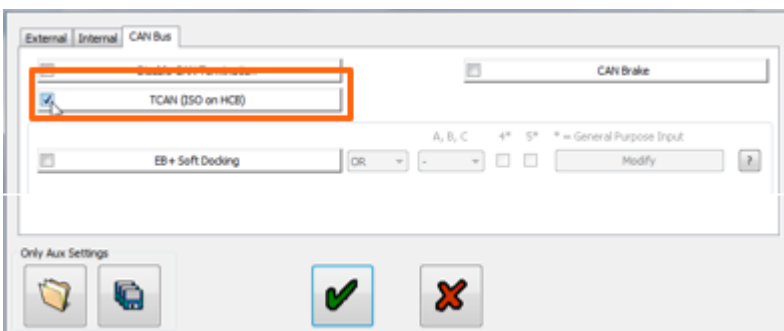 External Internal CAN Bus
CAN Brake
TCAN (ISO on HCB)
A, B, C 4* 5* * = General Purpose Input
EB+ Soft Docking OR - Modify ?
Only Aux Settings